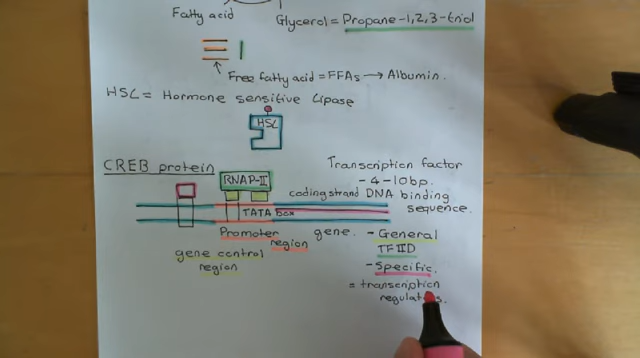 Fatty acid
Glycerol = Propane-1,2,3-triol
Free fatty acid = FFAs → Albumin.
HSL = Hormone sensitive Lipase
HSL
CREB protein
RNAP-II
TATA box
Promoter region
gene control
region
gene.
coding strand
Transcription factor
- 4-10bp.
DNA binding
sequence.
- General
TFIID
- Specific.
= transcription